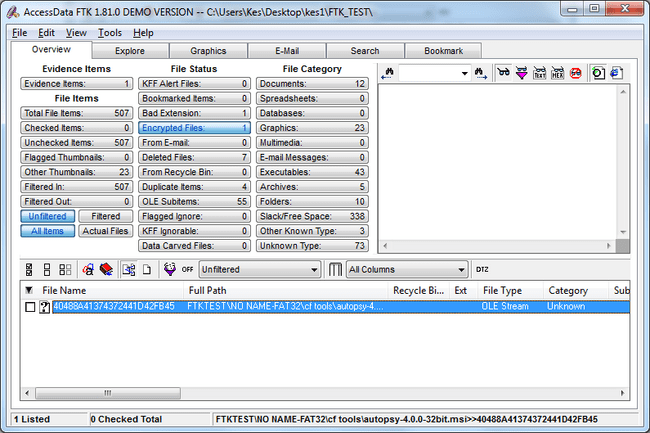 AccessData FTK 1.81.0 DEMO VERSION -- C:\Users\Kes\Desktop\kes1\FTK_TEST\
File Edit View Tools Help
Overview Explore Graphics E-Mail Search Bookmark
Evidence Items File Status File Category
Evidence Items: 1 KFF Alert Files: 0 Documents: 12
File Items Bookmarked Items: 0 Spreadsheets: 0
Total File Items: 507 Bad Extension: 1 Databases: 0
Checked Items: 0 Encrypted Files: 1 Graphics: 23
Unchecked Items: 507 From E-mail: 0 Multimedia: 0
Flagged Thumbnails: 0 Deleted Files: 7 E-mail Messages: 0
Other Thumbnails: 23 From Recycle Bin: 0 Executables: 43
Filtered In: 507 Duplicate Items: 4 Archives: 5
Filtered Out: 0 OLE Subitems: 55 Folders: 10
Unfiltered Filtered Flagged Ignore: 0 Slack/Free Space: 338
All Items Actual Files KFF Ignorable: 0 Other Known Type: 3
Data Carved Files: 0 Unknown Type: 73
TEXT HEX
OFF Unfiltered All Columns DTZ
File Name Full Path Recycle Bi... Ext File Type Category Sub
40488A41374372441D42FB45 FTKTEST\NO NAME-FAT32\cf tools\autopsy-4.... OLE Stream Unknown
1 Listed 0 Checked Total FTKTEST\NO NAME-FAT32\cf tools\autopsy-4.0.0-32bit.msi>>40488A41374372441D42FB45